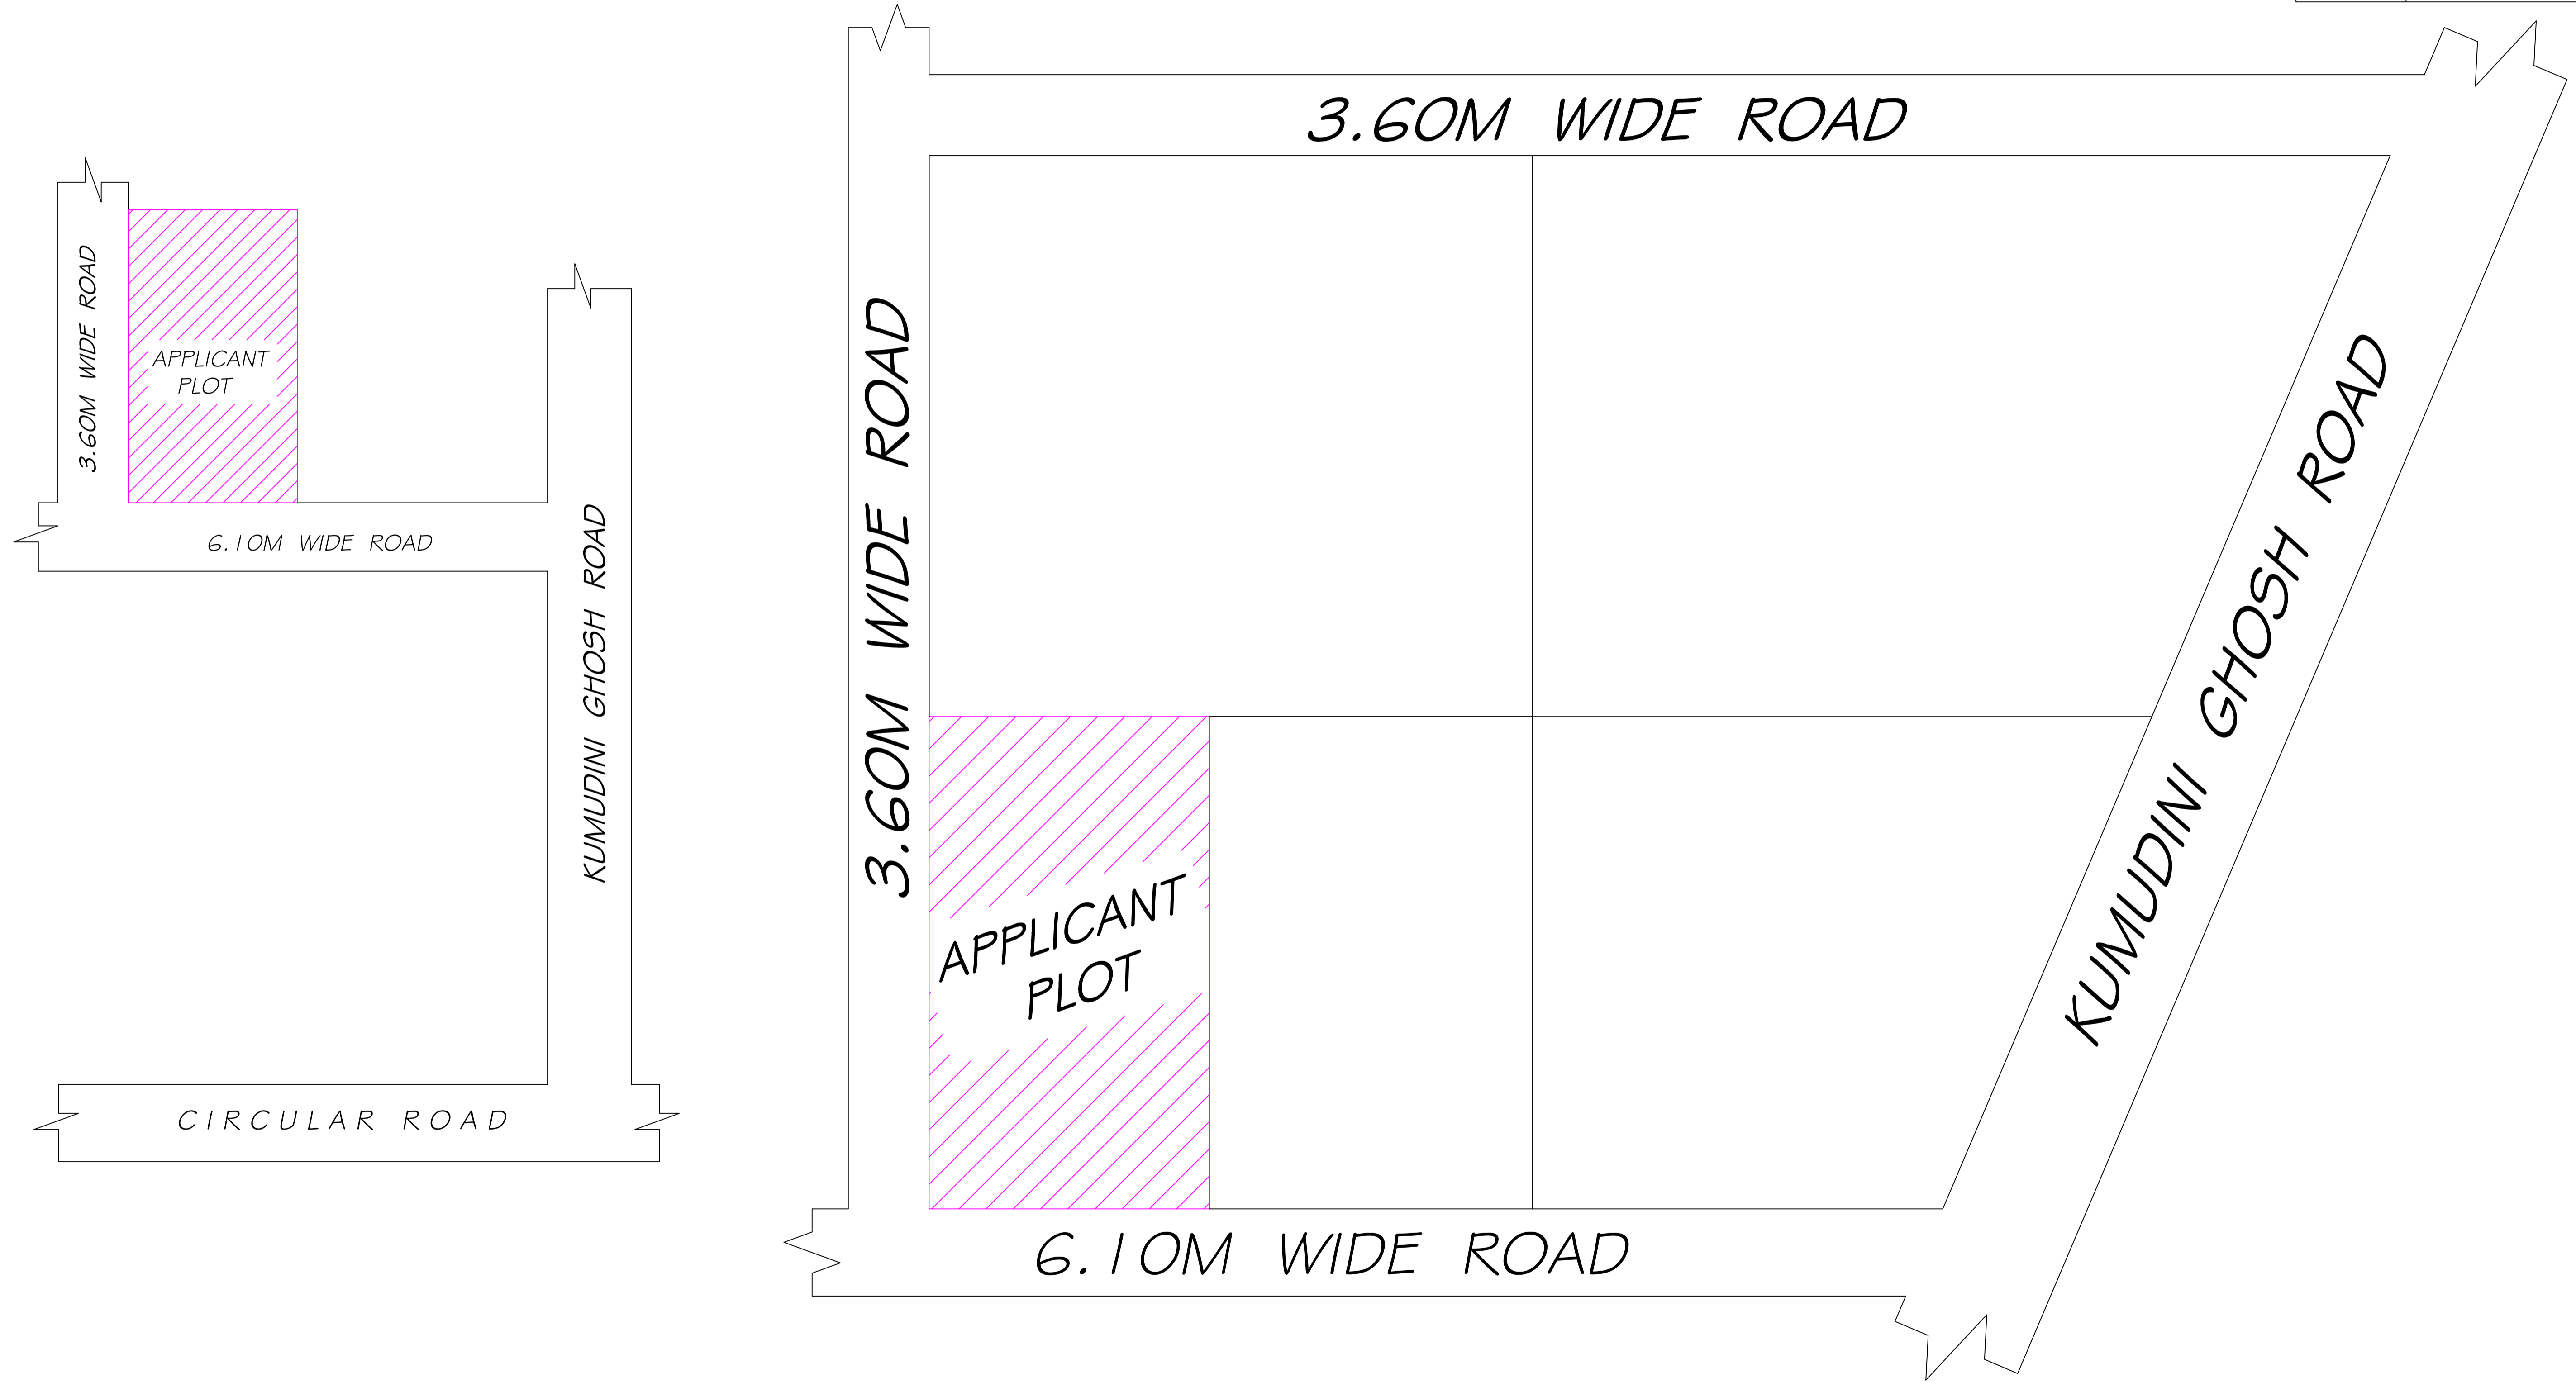 3.60M WIDE ROAD
APPLICANT
PLOT
6.10M WIDE ROAD
KUMUDINI GHOSH ROAD
CIRCULAR ROAD
3.60M WIDE ROAD
3.60M WIDE ROAD
APPLICANT
PLOT
6.10M WIDE ROAD
KUMUDINI GHOSH ROAD